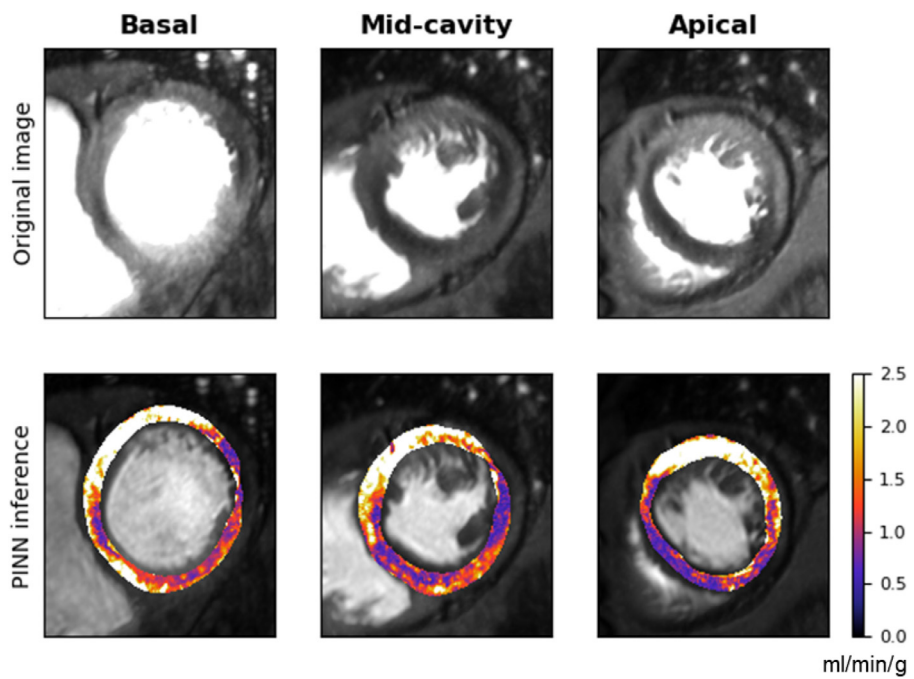 Basal
Mid-cavity
Apical
Original image
PINN inference
2.5
2.0
1.5
1.0
0.5
0.0
ml/min/g